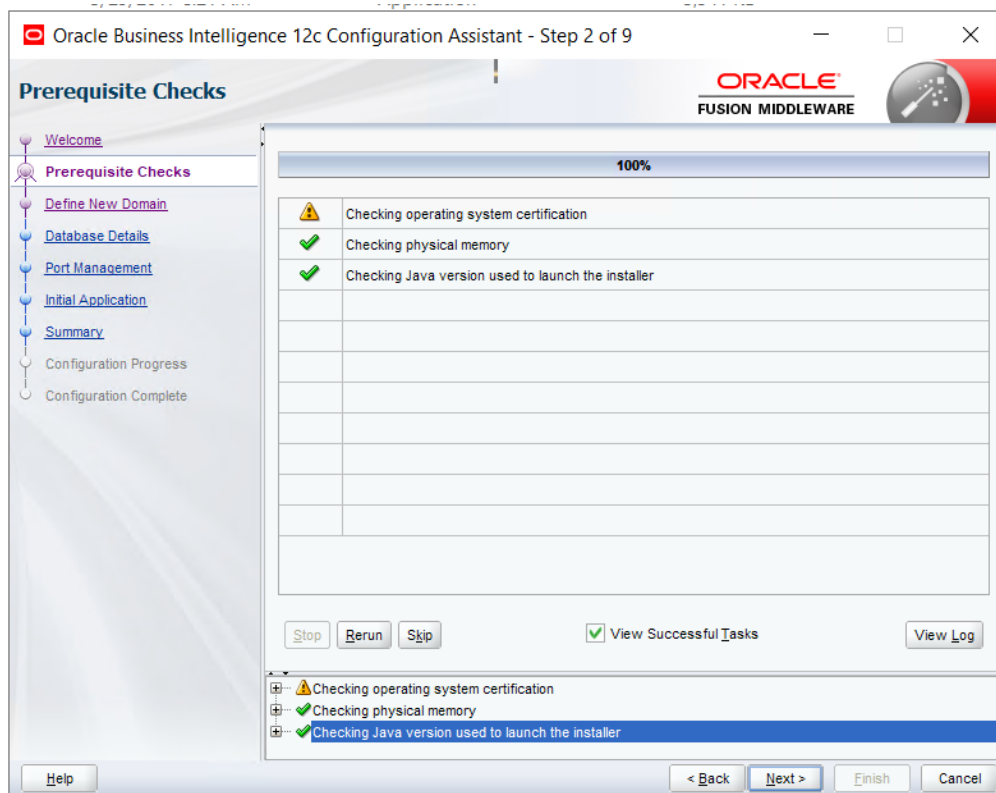 Oracle Business Intelligence 12c Configuration Assistant - Step 2 of 9
Prerequisite Checks
ORACLE
FUSION MIDDLEWARE
Welcome
Prerequisite Checks
Define New Domain
Database Details
Port Management
Initial Application
Summary
Configuration Progress
Configuration Complete
100%
Checking operating system certification
Checking physical memory
Checking Java version used to launch the installer
Stop
Rerun
Skip
View Successful Tasks
View Log
Checking operating system certification
Checking physical memory
Checking Java version used to launch the installer
Help
< Back
Next >
Finish
Cancel